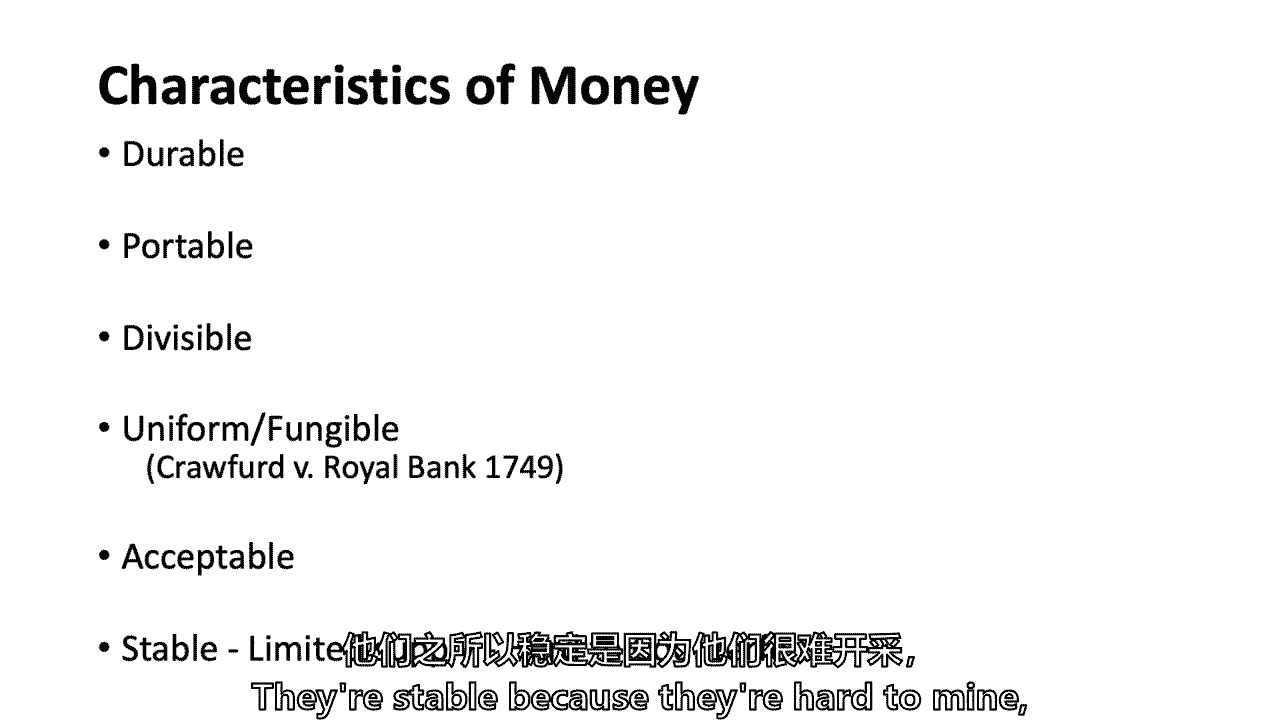 Characteristics of Money
• Durable
• Portable
• Divisible
• Uniform/Fungible
(Crawfurd v. Royal Bank 1749)
• Acceptable
• Stable - Limite
他们之所以稳定是因为他们很难开采，
They're stable because they're hard to mine,